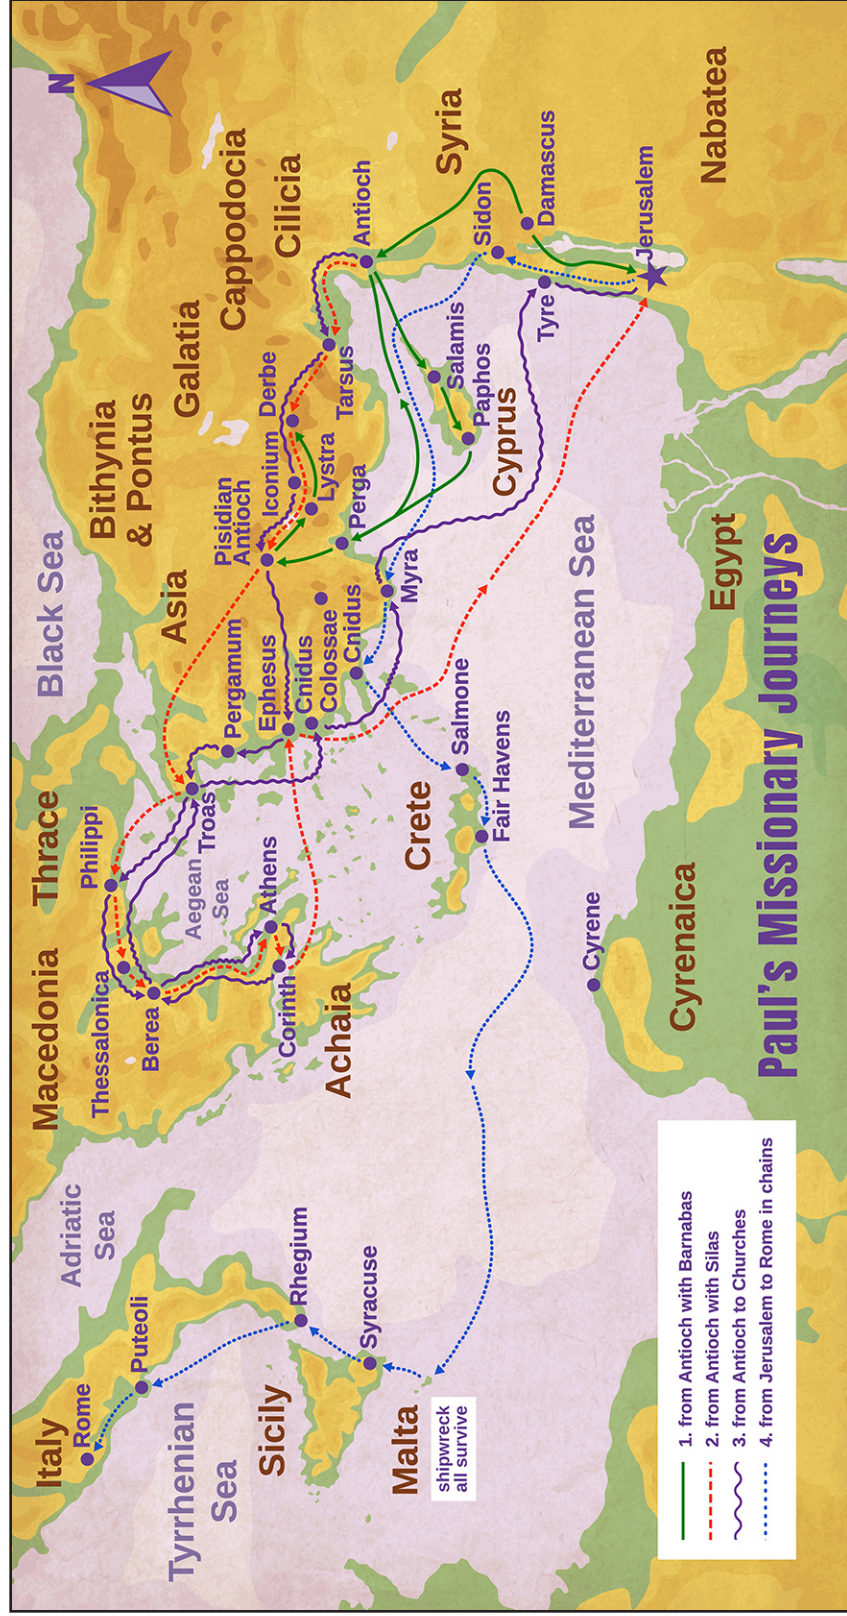 N
Italy
Rome
Puteoli
Adriatic
Sea
Tyrrhenian
Sea
Sicily
Rhegium
Syracuse
Malta
shipwreck
all survive
Macedonia
Thrace
Thessalonica
Philippi
Berea
Aegean
Sea
Troas
Athens
Corinth
Achaia
Crete
Salmone
Fair Havens
Black Sea
Bithynia
& Pontus
Asia
Galatia
Cappodocia
Cilicia
Pergamum
Ephesus
Cnidus
Colossae
Cnidus
Pisidian
Antioch
Iconium
Derbe
Lystra
Perga
Myra
Tarsus
Antioch
Syria
Salamis
Paphos
Cyprus
Sidon
Damascus
Tyre
Jerusalem
Nabatea
Mediterranean Sea
Cyrene
Cyrenaica
Egypt
Paul's Missionary Journeys
1. from Antioch with Barnabas
2. from Antioch with Silas
3. from Antioch to Churches
4. from Jerusalem to Rome in chains